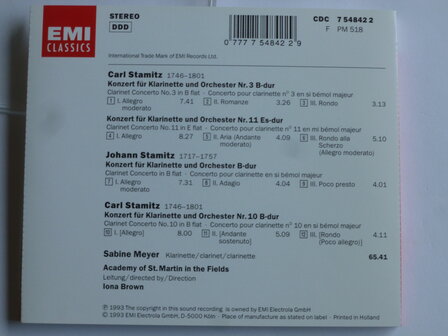 EMI
CLASSICS
STEREO
DDD
CDC 7 54842 2
F PM 518
0 7777 54842 2 9
International Trade Mark of EMI Records Ltd.
Carl Stamitz 1746-1801
Konzert für Klarinette und Orchester Nr. 3 B-dur
Clarinet Concerto No. 3 in B flat · Concerto pour clarinette n° 3 en si bémol majeur
1 I. Allegro moderato 7.41 2 II. Romanze 3.26 3 III. Rondo 3.13
Konzert für Klarinette und Orchester Nr. 11 Es-dur
Clarinet Concerto No. 11 in E flat · Concerto pour clarinette n° 11 en mi bémol majeur
4 I. Allegro 8.27 5 II. Aria (Andante moderato) 4.09 6 III. Rondo alla Scherzo (Allegro moderato) 5.10
Johann Stamitz 1717-1757
Konzert für Klarinette und Orchester B-dur
Clarinet Concerto in B flat · Concerto pour clarinette en si bémol majeur
7 I. Allegro moderato 7.31 8 II. Adagio 4.04 9 III. Poco presto 4.01
Carl Stamitz 1746-1801
Konzert für Klarinette und Orchester Nr. 10 B-dur
Clarinet Concerto No. 10 in B flat · Concerto pour clarinette n° 10 en si bémol majeur
10 I. [Allegro] 8.00 11 II. [Andante sostenuto] 5.09 12 III. [Rondo (Poco allegro)] 4.11
Sabine Meyer Klarinette/clarinet/clarinette 65.41
Academy of St. Martin in the Fields
Leitung/directed by/Direction
Iona Brown
℗ 1993 The copyright in this sound recording is owned by EMI Electrola GmbH
© 1993 EMI Electrola GmbH, D-5000 Köln · Place of manufacture as stated on label · Printed in Holland